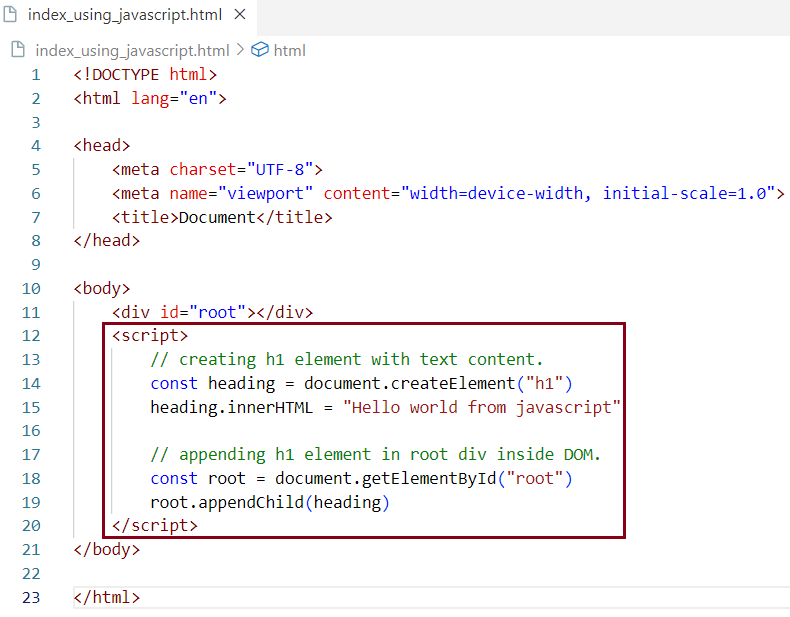 index_using_javascript.html
index_using_javascript.html > html
1 <!DOCTYPE html>
2 <html lang="en">
3
4 <head>
5     <meta charset="UTF-8">
6     <meta name="viewport" content="width=device-width, initial-scale=1.0">
7     <title>Document</title>
8 </head>
9
10 <body>
11     <div id="root"></div>
12     <script>
13         // creating h1 element with text content.
14         const heading = document.createElement("h1")
15         heading.innerHTML = "Hello world from javascript"
16
17         // appending h1 element in root div inside DOM.
18         const root = document.getElementById("root")
19         root.appendChild(heading)
20     </script>
21 </body>
22
23 </html>